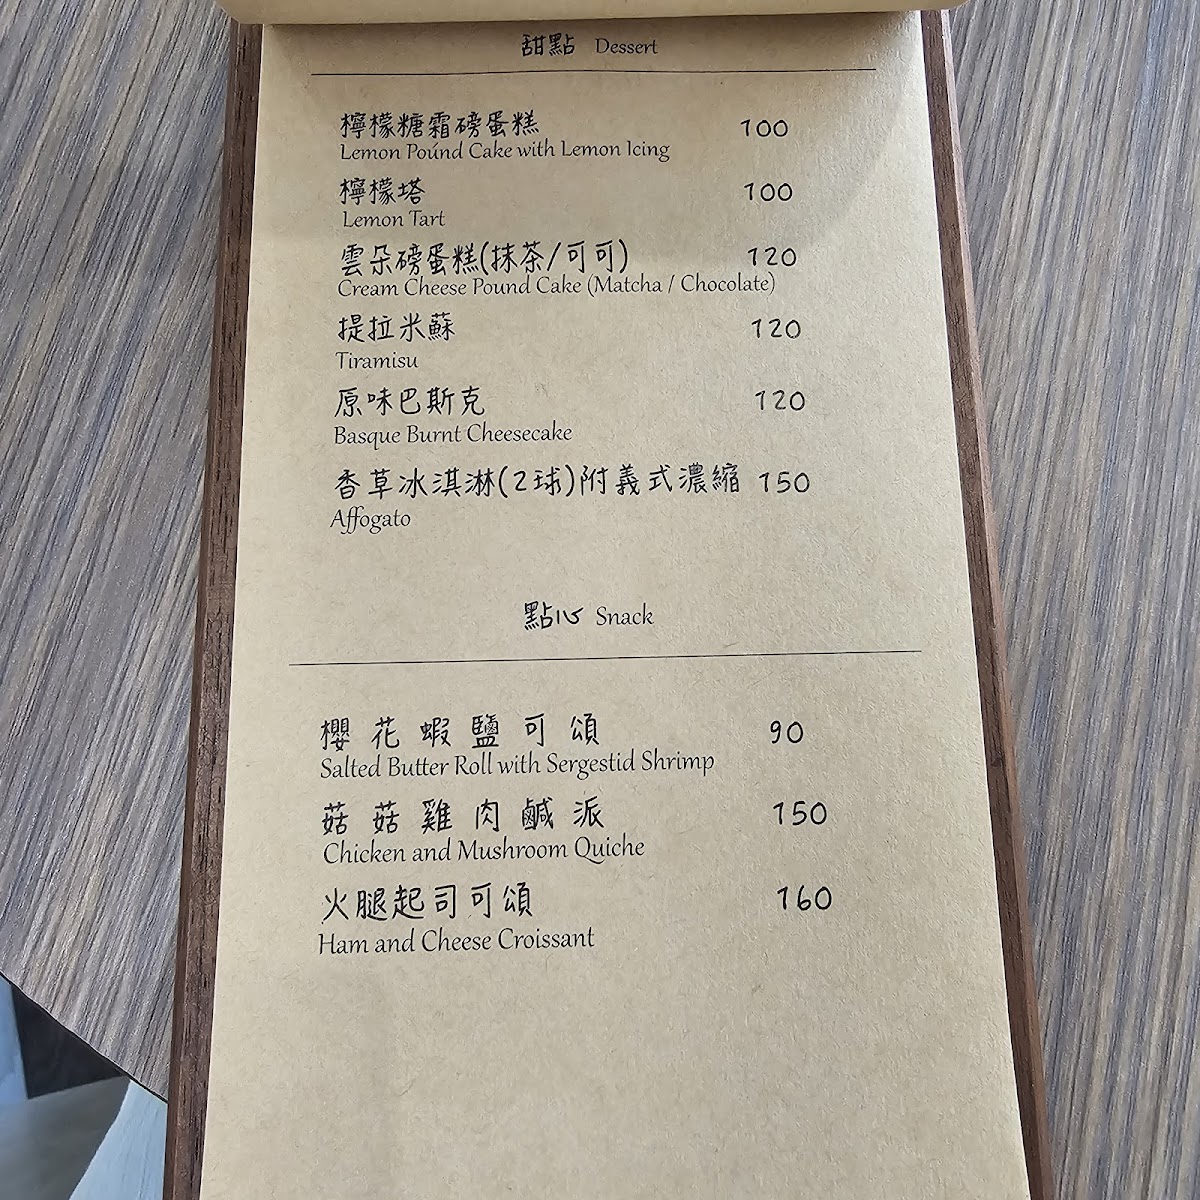 甜點 Dessert
檸檬糖霜磅蛋糕 100
Lemon Pound Cake with Lemon Icing
檸檬塔 100
Lemon Tart
雲朵磅蛋糕(抹茶/可可) 120
Cream Cheese Pound Cake (Matcha / Chocolate)
提拉米蘇 120
Tiramisu
原味巴斯克 120
Basque Burnt Cheesecake
香草冰淇淋(2球)附義式濃縮 150
Affogato
點心 Snack
櫻花蝦鹽可頌 90
Salted Butter Roll with Sergestid Shrimp
菇菇雞肉鹹派 150
Chicken and Mushroom Quiche
火腿起司可頌 160
Ham and Cheese Croissant